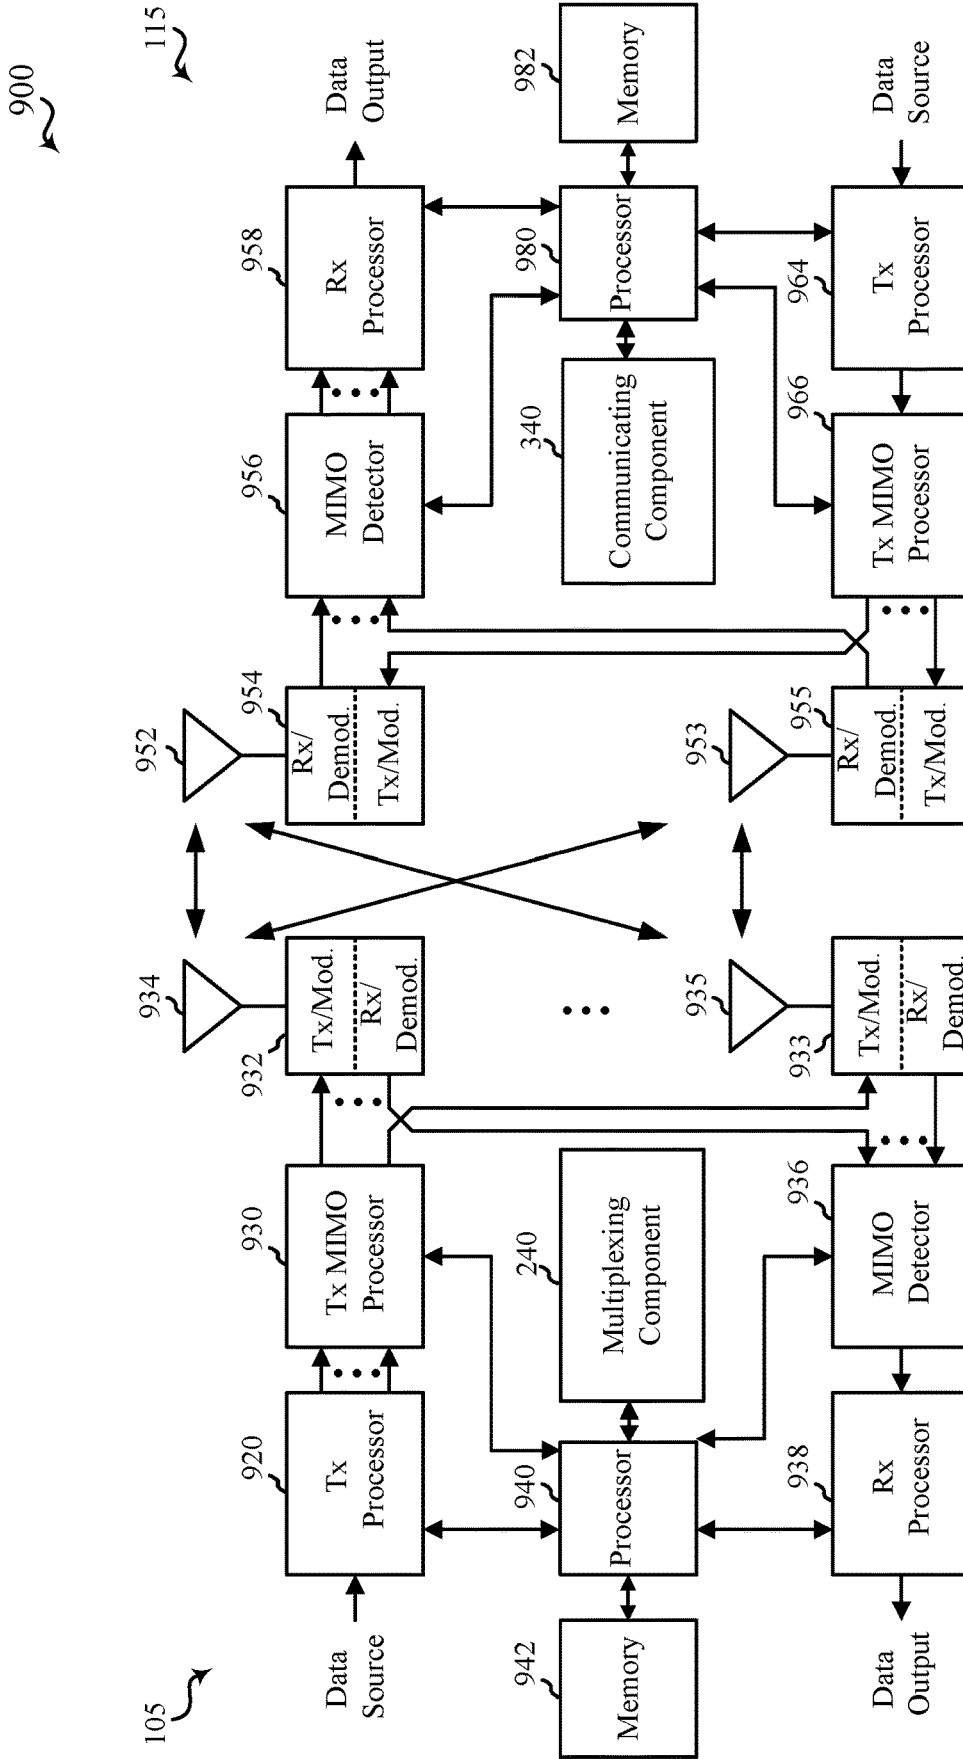 900
105
115
Data
Source
920
Tx
Processor
930
Tx MIMO
Processor
932
Tx/Mod.
Rx/
Demod.
934
952
954
Rx/
Demod.
Tx/Mod.
956
MIMO
Detector
958
Rx
Processor
Data
Output
942
Memory
940
Processor
240
Multiplexing
Component
340
Communicating
Component
980
Processor
982
Memory
Data
Output
938
Rx
Processor
936
MIMO
Detector
933
Tx/Mod.
Rx/
Demod.
935
953
955
Rx/
Demod.
Tx/Mod.
966
Tx MIMO
Processor
964
Tx
Processor
Data
Source